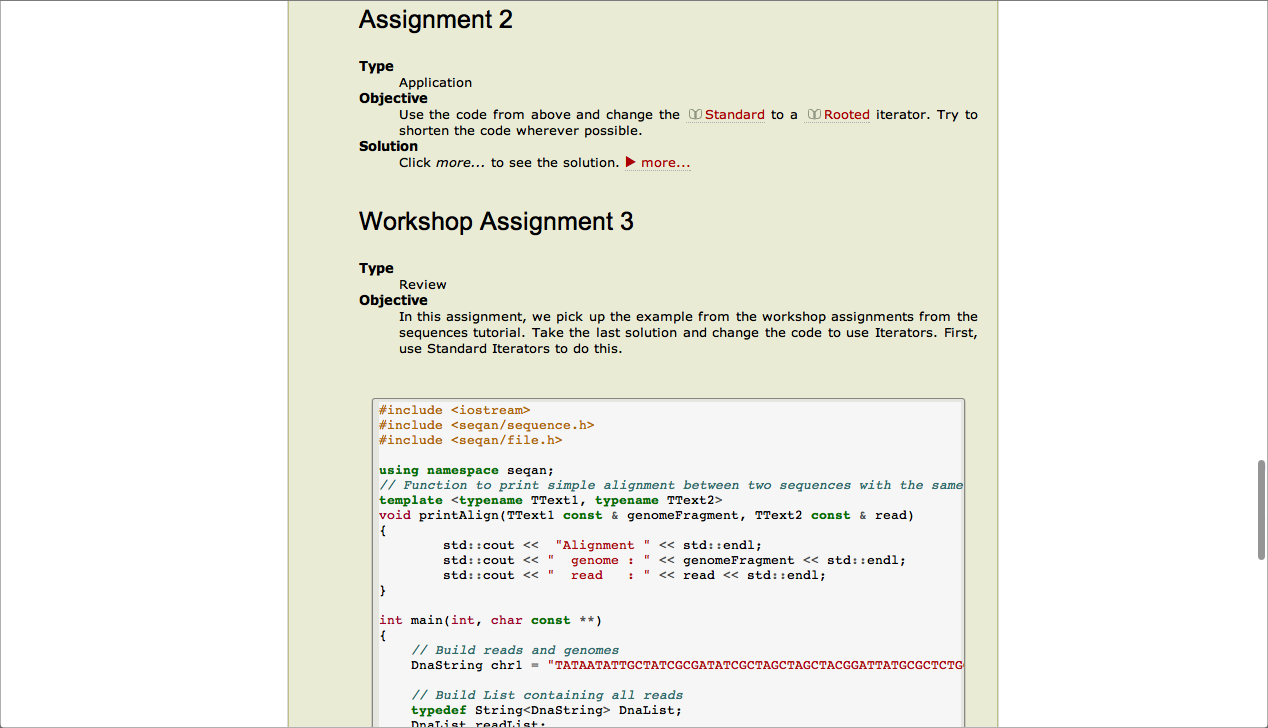 Assignment 2
Type
Application
Objective
Use the code from above and change the Standard to a Rooted iterator. Try to
shorten the code wherever possible.
Solution
Click more... to see the solution. ▶ more...
Workshop Assignment 3
Type
Review
Objective
In this assignment, we pick up the example from the workshop assignments from the
sequences tutorial. Take the last solution and change the code to use Iterators. First,
use Standard Iterators to do this.
#include <iostream>
#include <seqan/sequence.h>
#include <seqan/file.h>
using namespace seqan;
// Function to print simple alignment between two sequences with the same
template <typename TText1, typename TText2>
void printAlign(TText1 const & genomeFragment, TText2 const & read)
{
std::cout <<  "Alignment " << std::endl;
std::cout << "  genome : " << genomeFragment << std::endl;
std::cout << "  read   : " << read << std::endl;
}
int main(int, char const **)
{
// Build reads and genomes
DnaString chr1 = "TATAATATTGCTATCGCGATATCGCTAGCTAGCTACGGATTATGCGCTCTG
// Build List containing all reads
typedef String<DnaString> DnaList;
DnaList readList;